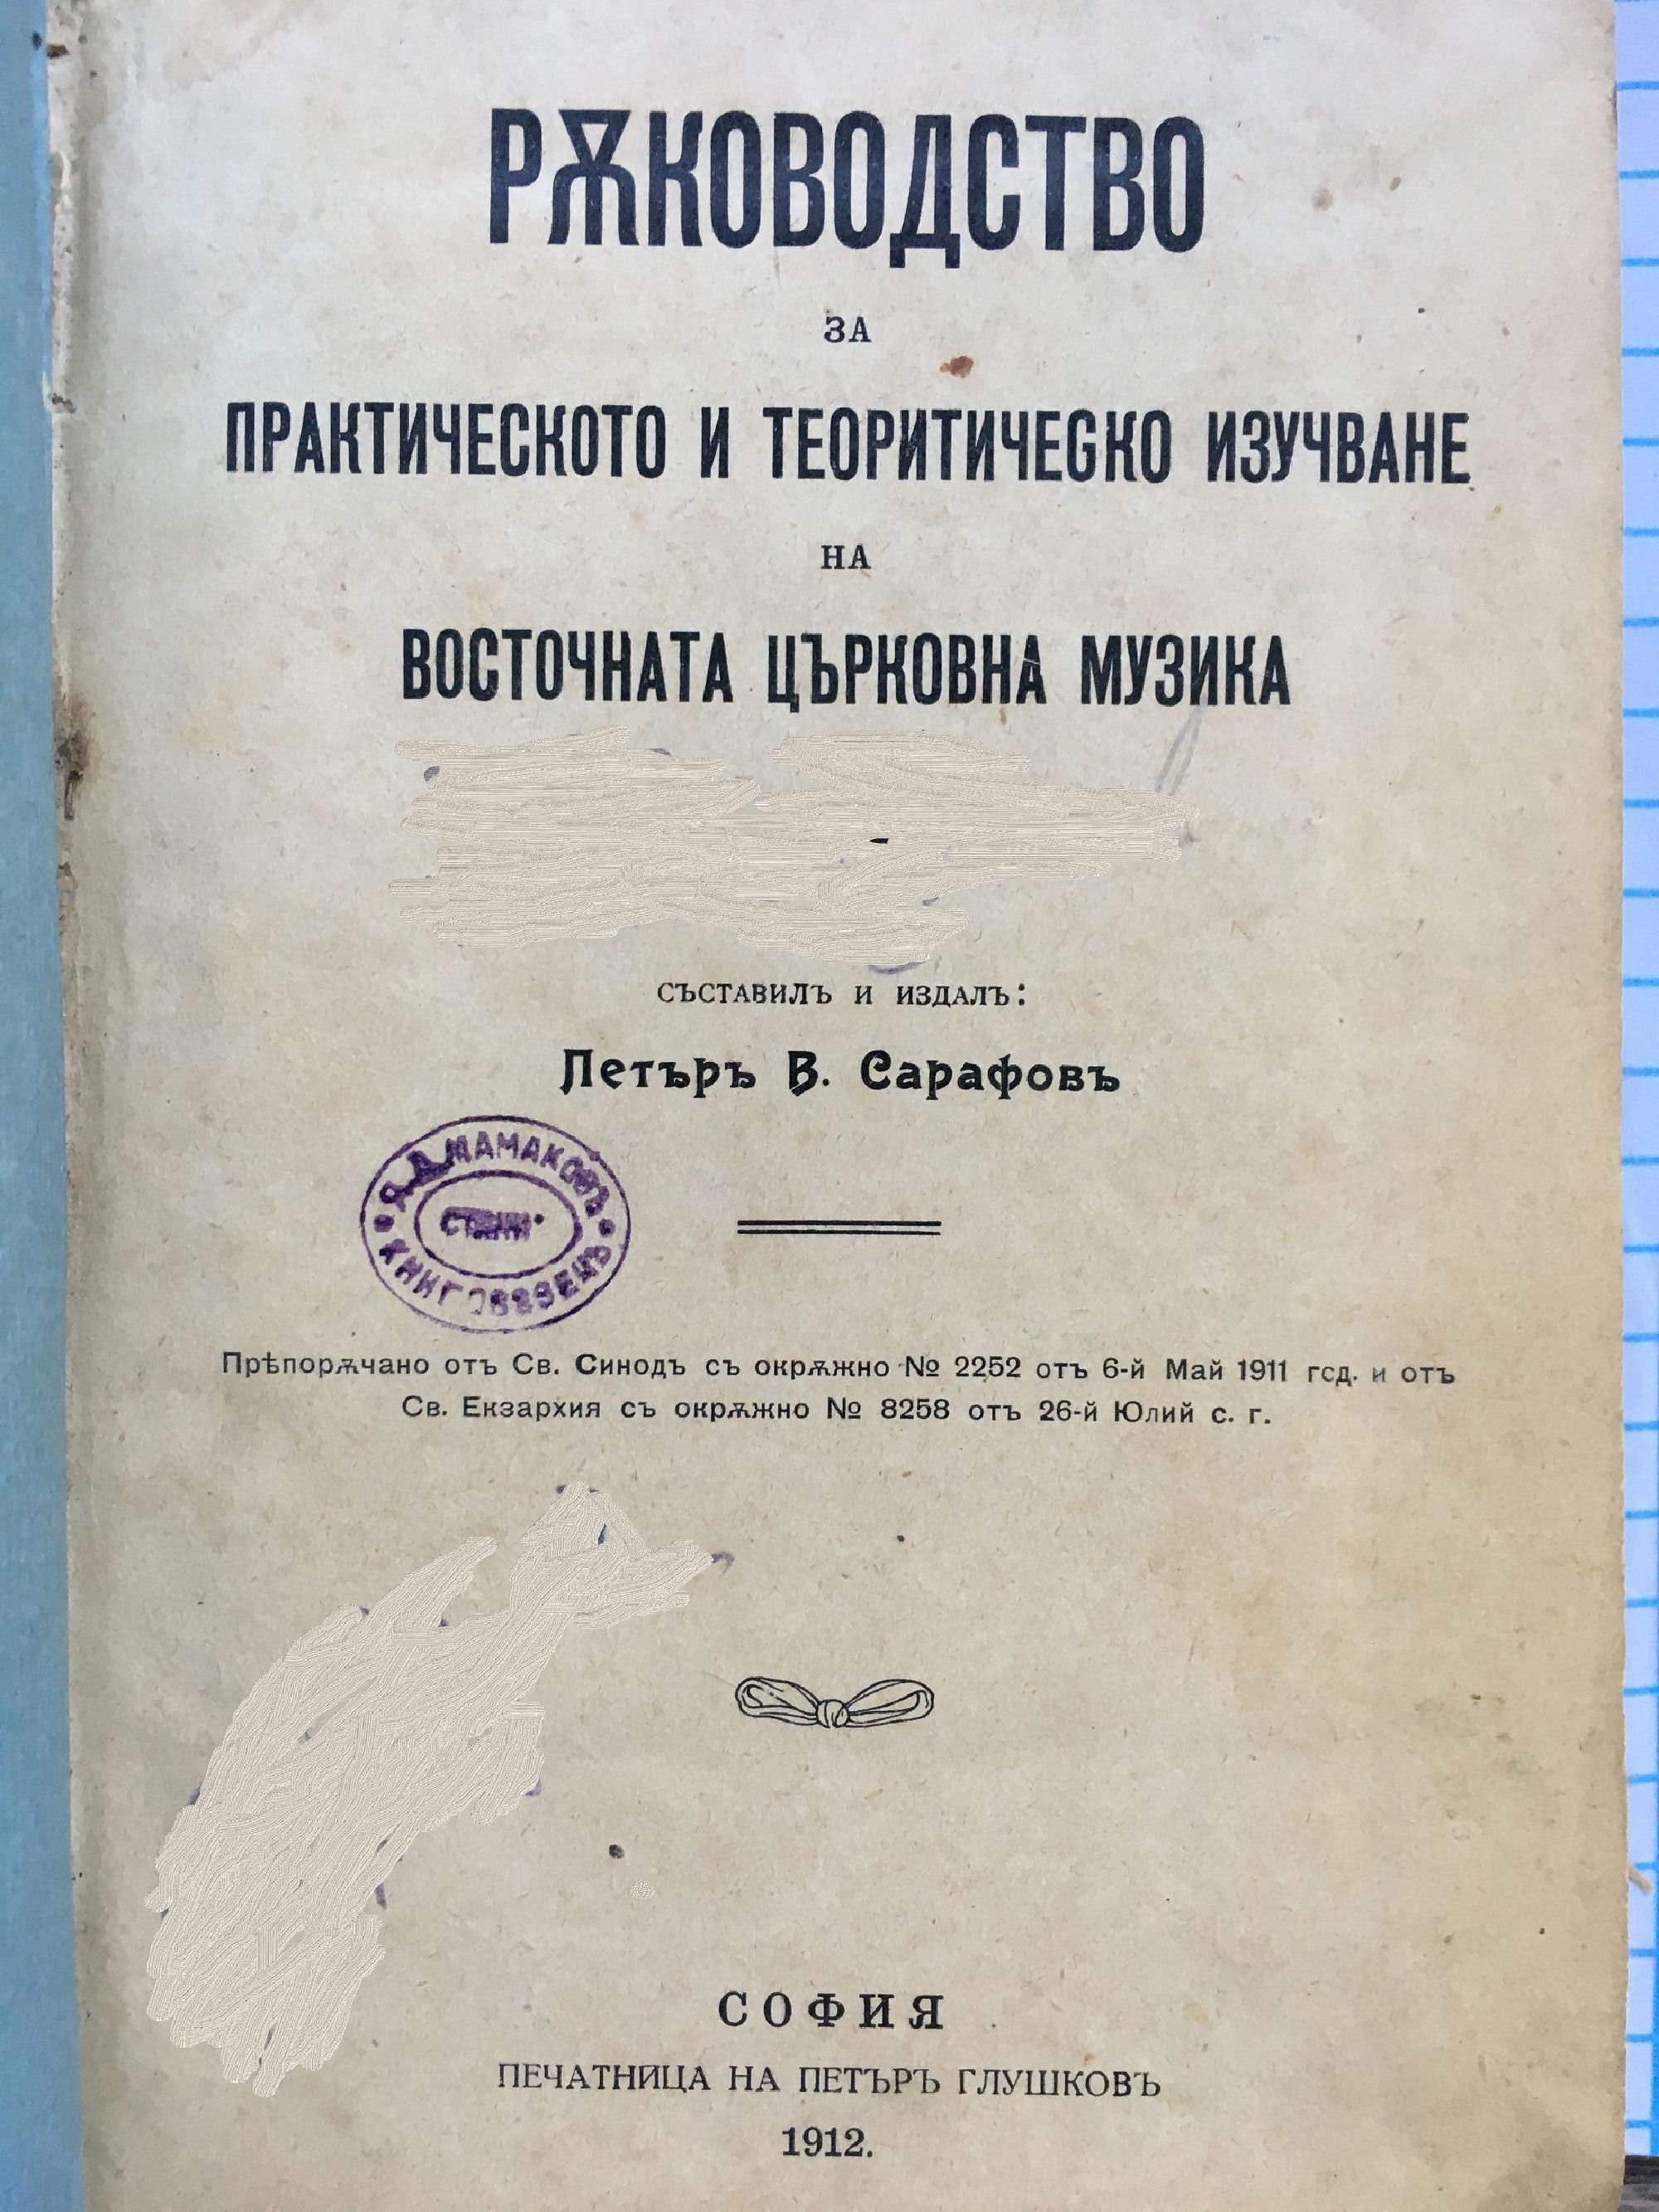 РѪКОВОДСТВО
ЗА
ПРАКТИЧЕСКОТО И ТЕОРИТИЧЕСКО ИЗУЧВАНЕ
НА
ВОСТОЧНАТА ЦЪРКОВНА МУЗИКА
СЪСТАВИЛЪ И ИЗДАЛЪ:
Петъръ В. Сарафовъ
Д. Д. МАМАКОВЪ
КНИГОВЕЗЕЦЪ
Прѣпорѫчано отъ Св. Синодъ съ окрѫжно № 2252 отъ 6-й Май 1911 год. и отъ
Св. Екзархия съ окрѫжно № 8258 отъ 26-й Юлий с. г.
СОФИЯ
ПЕЧАТНИЦА НА ПЕТЪРЪ ГЛУШКОВЪ
1912.